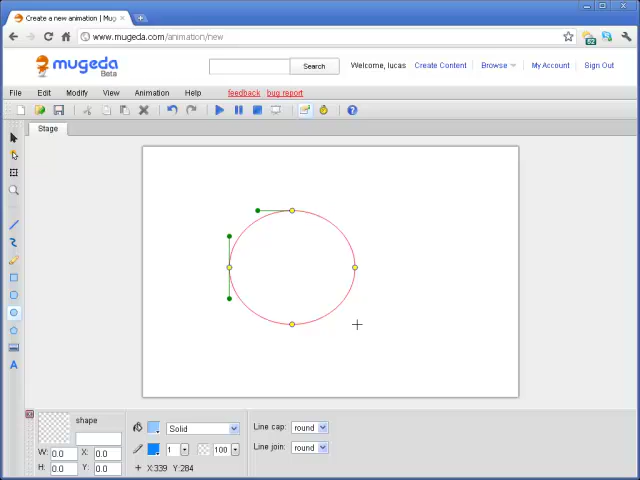 Create a new animation | Mug
www.mugeda.com/animation/new
mugeda
Beta
Search
Welcome, lucas
Create Content
Browse
My Account
Sign Out
File Edit Modify View Animation Help feedback bug report
Stage
A
shape
W: 0.0 X: 0.0
H: 0.0 Y: 0.0
Solid
1 100
X:339 Y:284
Line cap: round
Line join: round